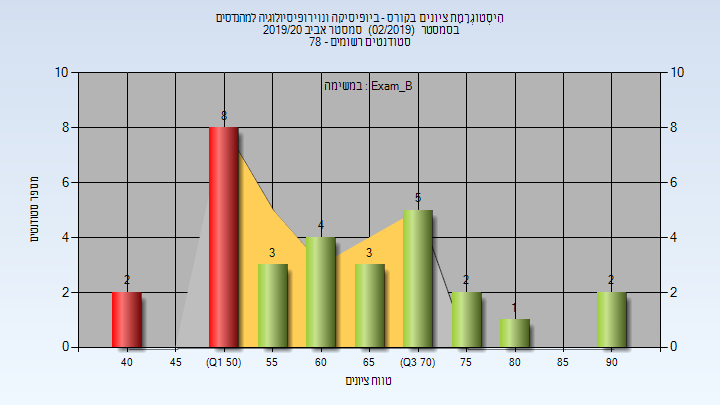 היסטוגרמת ציונים בקורס - ביופיסיקה ונוירופיסיולוגיה למהנדסים
בסמסטר (02/2019) סמסטר אביב 2019/20
סטודנטים רשומים - 78
במשימה : Exam_B
מספר סטודנטים
10 10
8 8
6 6
4 4
2 2
0 0
2 8 3 4 3 5 2 1 2
40 45 (Q1 50) 55 60 65 (Q3 70) 75 80 85 90
טווח ציונים